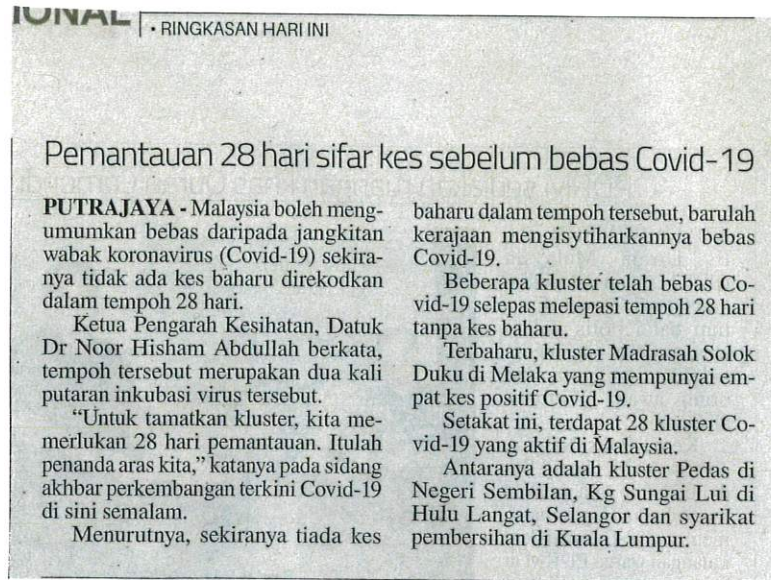 IONAL
• RINGKASAN HARI INI
Pemantauan 28 hari sifar kes sebelum bebas Covid-19
PUTRAJAYA - Malaysia boleh meng-
umumkan bebas daripada jangkitan
wabak koronavirus (Covid-19) sekira-
nya tidak ada kes baharu direkodkan
dalam tempoh 28 hari.
Ketua Pengarah Kesihatan, Datuk
Dr Noor Hisham Abdullah berkata,
tempoh tersebut merupakan dua kali
putaran inkubasi virus tersebut.
“Untuk tamatkan kluster, kita me-
merlukan 28 hari pemantauan. Itulah
penanda aras kita,” katanya pada sidang
akhbar perkembangan terkini Covid-19
di sini semalam.
Menurutnya, sekiranya tiada kes
baharu dalam tempoh tersebut, barulah
kerajaan mengisytiharkannya bebas
Covid-19.
Beberapa kluster telah bebas Co-
vid-19 selepas melepasi tempoh 28 hari
tanpa kes baharu.
Terbaharu, kluster Madrasah Solok
Duku di Melaka yang mempunyai em-
pat kes positif Covid-19.
Setakat ini, terdapat 28 kluster Co-
vid-19 yang aktif di Malaysia.
Antaranya adalah kluster Pedas di
Negeri Sembilan, Kg Sungai Lui di
Hulu Langat, Selangor dan syarikat
pembersihan di Kuala Lumpur.